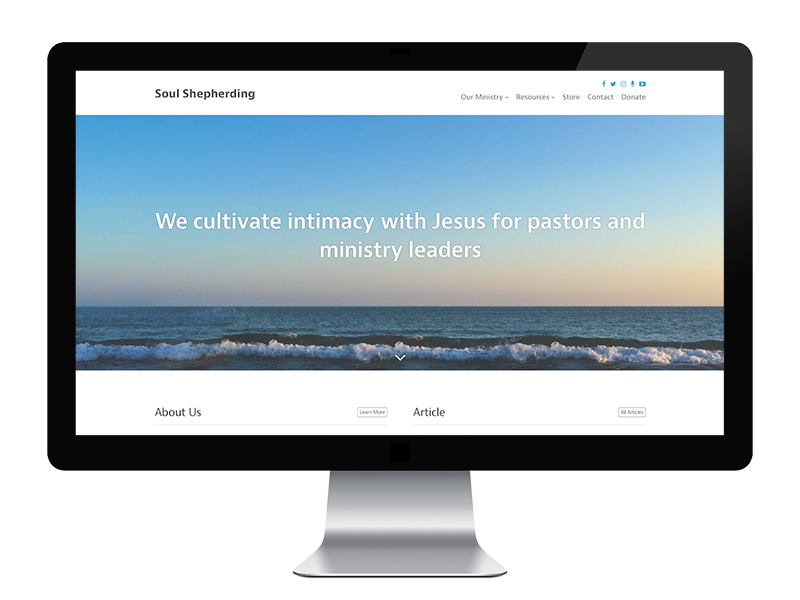 Soul Shepherding
Our Ministry Resources Store Contact Donate
We cultivate intimacy with Jesus for pastors and
ministry leaders
About Us Learn More
Article All Articles